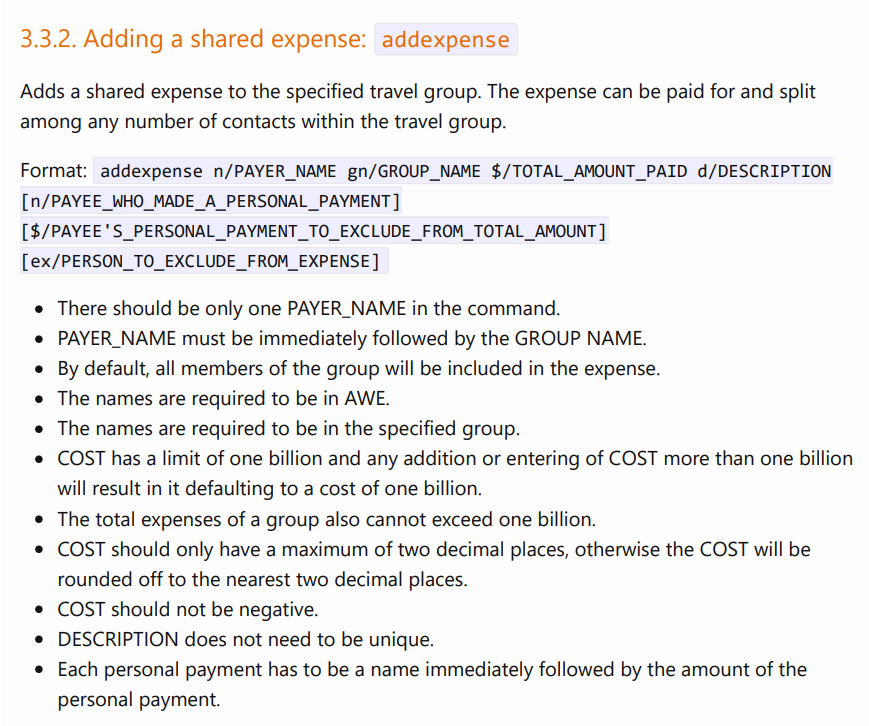 3.3.2. Adding a shared expense: addexpense
Adds a shared expense to the specified travel group. The expense can be paid for and split
among any number of contacts within the travel group.
Format: addexpense n/PAYER_NAME gn/GROUP_NAME $/TOTAL_AMOUNT_PAID d/DESCRIPTION
[n/PAYEE_WHO_MADE_A_PERSONAL_PAYMENT]
[$/PAYEE'S_PERSONAL_PAYMENT_TO_EXCLUDE_FROM_TOTAL_AMOUNT]
[ex/PERSON_TO_EXCLUDE_FROM_EXPENSE]
• There should be only one PAYER_NAME in the command.
• PAYER_NAME must be immediately followed by the GROUP NAME.
• By default, all members of the group will be included in the expense.
• The names are required to be in AWE.
• The names are required to be in the specified group.
• COST has a limit of one billion and any addition or entering of COST more than one billion
will result in it defaulting to a cost of one billion.
• The total expenses of a group also cannot exceed one billion.
• COST should only have a maximum of two decimal places, otherwise the COST will be
rounded off to the nearest two decimal places.
• COST should not be negative.
• DESCRIPTION does not need to be unique.
• Each personal payment has to be a name immediately followed by the amount of the
personal payment.